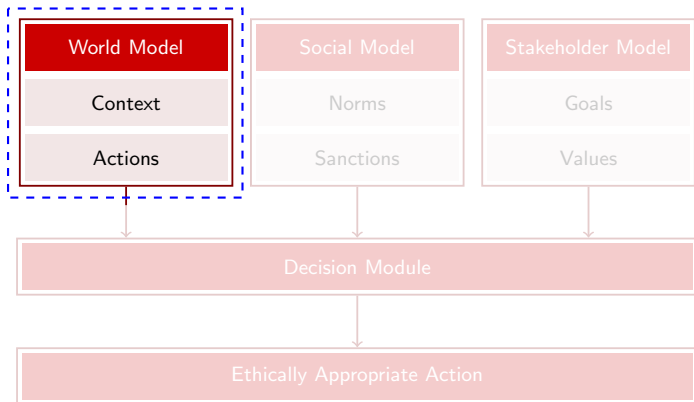 World Model
Context
Actions
Social Model
Norms
Sanctions
Stakeholder Model
Goals
Values
Decision Module
Ethically Appropriate Action